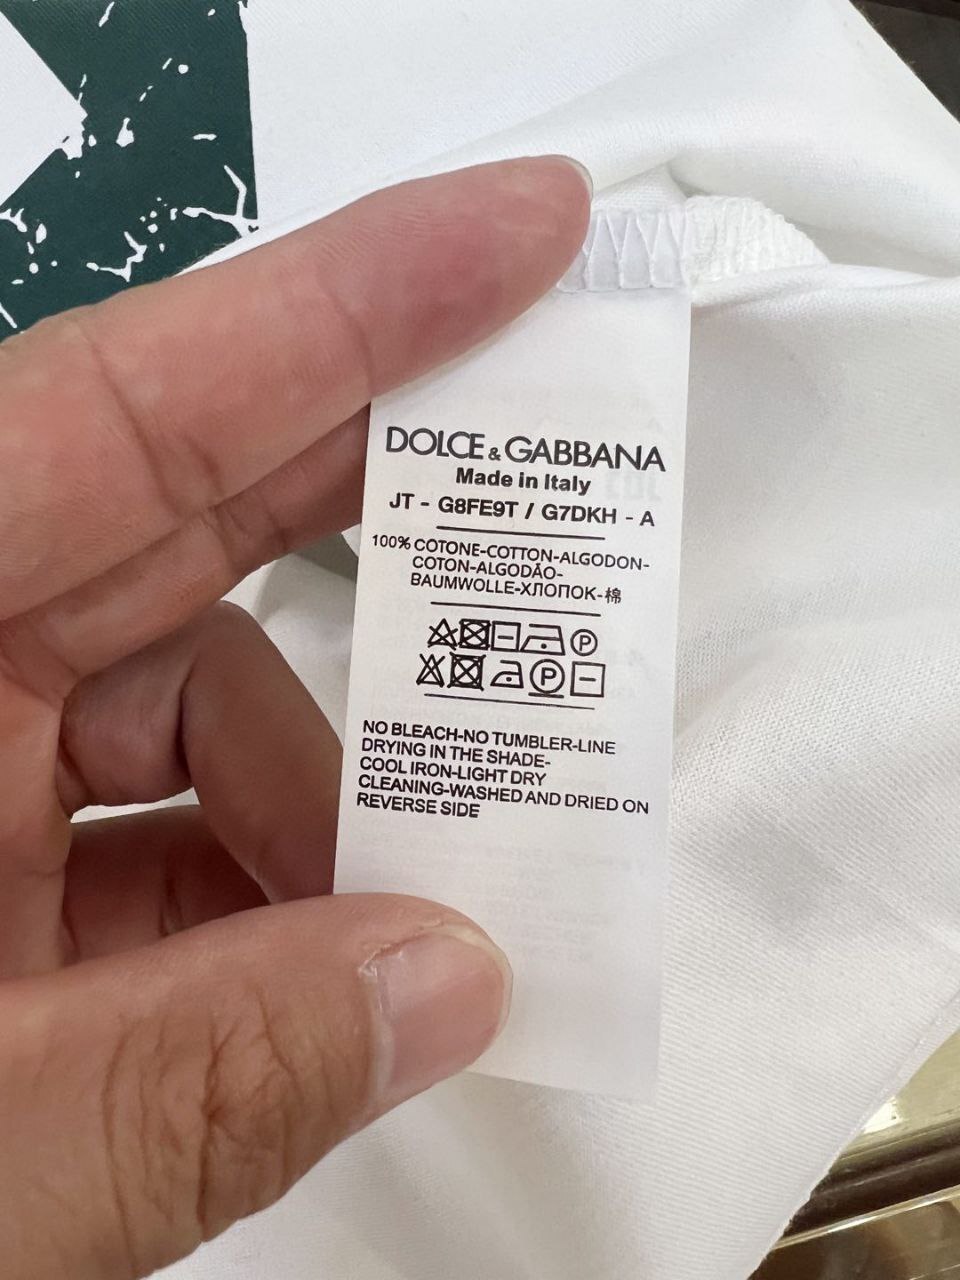 DOLCE & GABBANA
Made in Italy
JT - G8FE9T / G7DKH - A
100% COTONE-COTTON-ALGODON-
COTON-ALGODÃO-
BAUMWOLLE-ХЛОПОК-棉
P
P
NO BLEACH-NO TUMBLER-LINE
DRYING IN THE SHADE-
COOL IRON-LIGHT DRY
CLEANING-WASHED AND DRIED ON
REVERSE SIDE